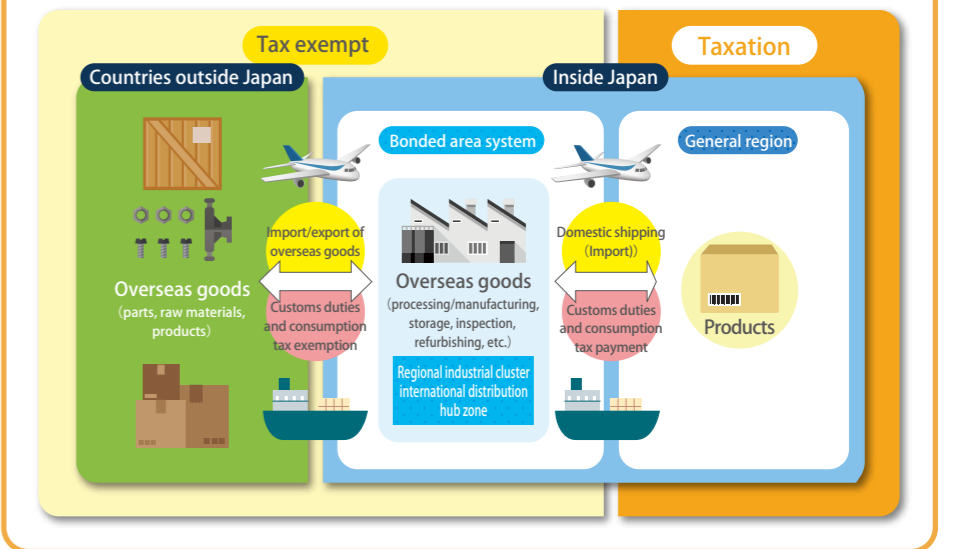 Tax exempt
Taxation
Countries outside Japan
Inside Japan
Bonded area system
General region
Import/export of
overseas goods
Customs duties
and consumption
tax exemption
Overseas goods
（parts, raw materials,
products）
Overseas goods
（processing/manufacturing,
storage, inspection,
refurbishing, etc.）
Regional industrial cluster
international distribution
hub zone
Domestic shipping
（Import)）
Customs duties
and consumption
tax payment
Products